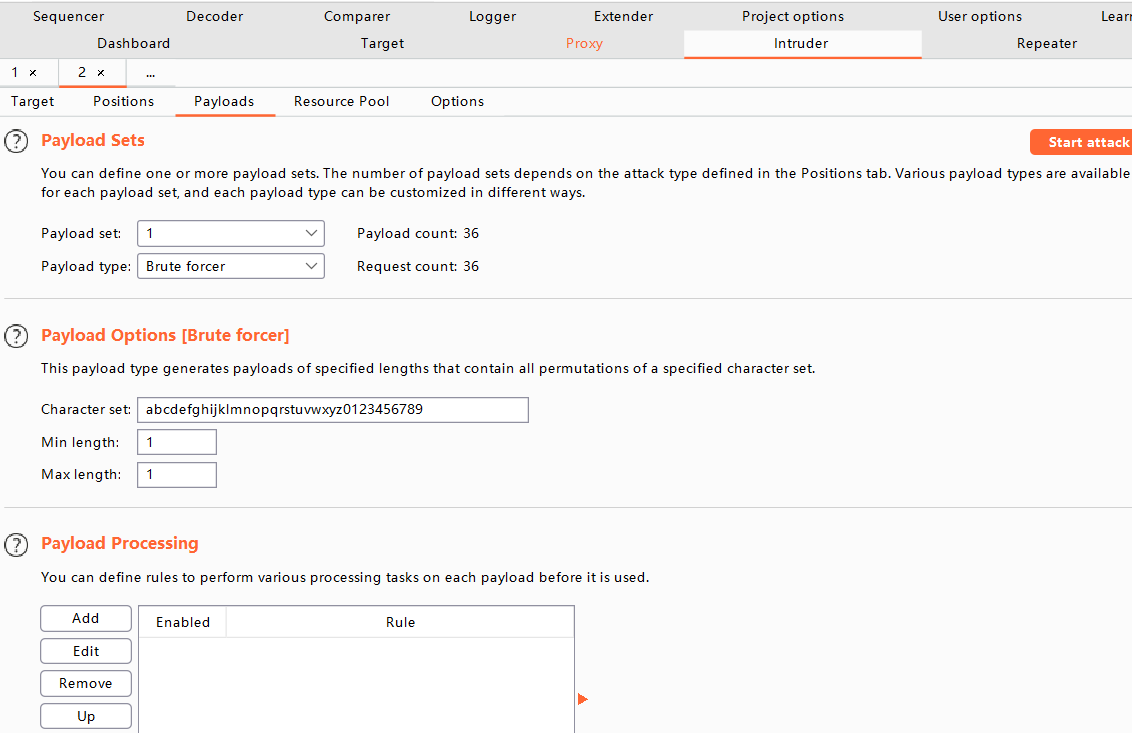 Sequencer Decoder Comparer Logger Extender Project options User options Lear
Dashboard Target Proxy Intruder Repeater
1 × 2 × ...
Target Positions Payloads Resource Pool Options
? Payload Sets Start attack
You can define one or more payload sets. The number of payload sets depends on the attack type defined in the Positions tab. Various payload types are available
for each payload set, and each payload type can be customized in different ways.
Payload set: 1 Payload count: 36
Payload type: Brute forcer Request count: 36
? Payload Options [Brute forcer]
This payload type generates payloads of specified lengths that contain all permutations of a specified character set.
Character set: abcdefghijklmnopqrstuvwxyz0123456789
Min length: 1
Max length: 1
? Payload Processing
You can define rules to perform various processing tasks on each payload before it is used.
Add Enabled Rule
Edit
Remove
Up